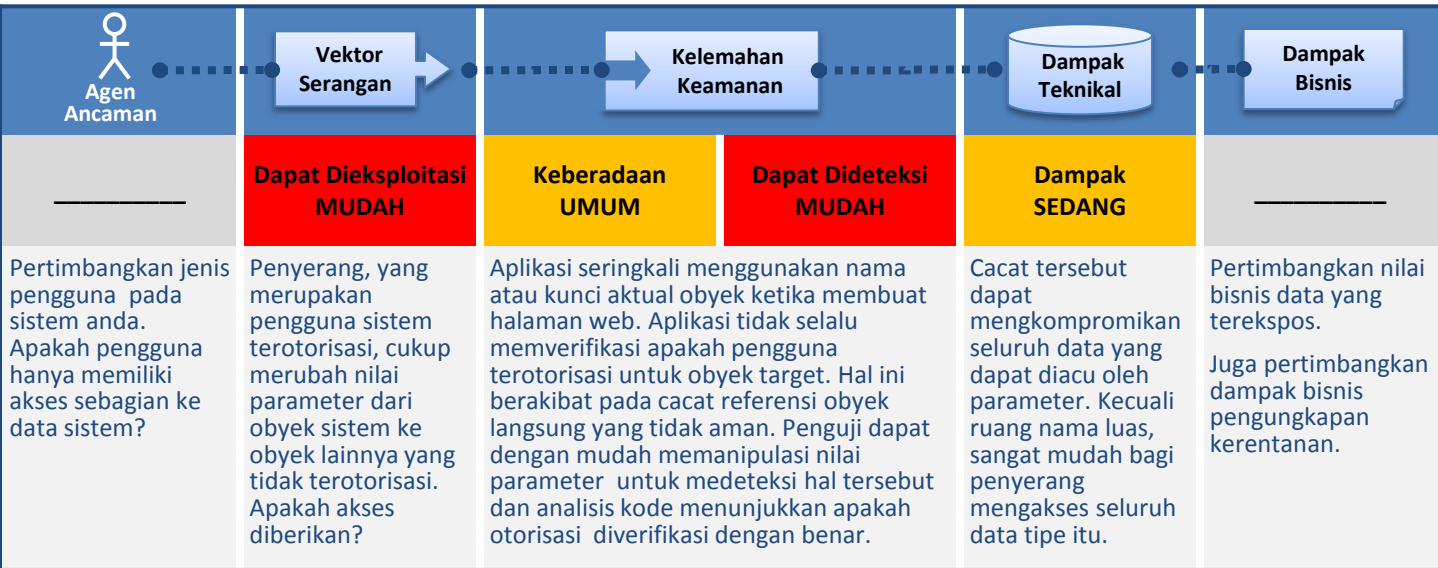 Agen
Ancaman
Vektor
Serangan
Kelemahan
Keamanan
Dampak
Teknikal
Dampak
Bisnis
__________
Dapat Dieksploitasi
MUDAH
Keberadaan
UMUM
Dapat Dideteksi
MUDAH
Dampak
SEDANG
__________
Pertimbangkan jenis
pengguna pada
sistem anda.
Apakah pengguna
hanya memiliki
akses sebagian ke
data sistem?
Penyerang, yang
merupakan
pengguna sistem
terotorisasi, cukup
merubah nilai
parameter dari
obyek sistem ke
obyek lainnya yang
tidak terotorisasi.
Apakah akses
diberikan?
Aplikasi seringkali menggunakan nama
atau kunci aktual obyek ketika membuat
halaman web. Aplikasi tidak selalu
memverifikasi apakah pengguna
terotorisasi untuk obyek target. Hal ini
berakibat pada cacat referensi obyek
langsung yang tidak aman. Penguji dapat
dengan mudah memanipulasi nilai
parameter untuk medeteksi hal tersebut
dan analisis kode menunjukkan apakah
otorisasi diverifikasi dengan benar.
Cacat tersebut
dapat
mengkompromikan
seluruh data yang
dapat diacu oleh
parameter. Kecuali
ruang nama luas,
sangat mudah bagi
penyerang
mengakses seluruh
data tipe itu.
Pertimbangkan nilai
bisnis data yang
terekspos.
Juga pertimbangkan
dampak bisnis
pengungkapan
kerentanan.